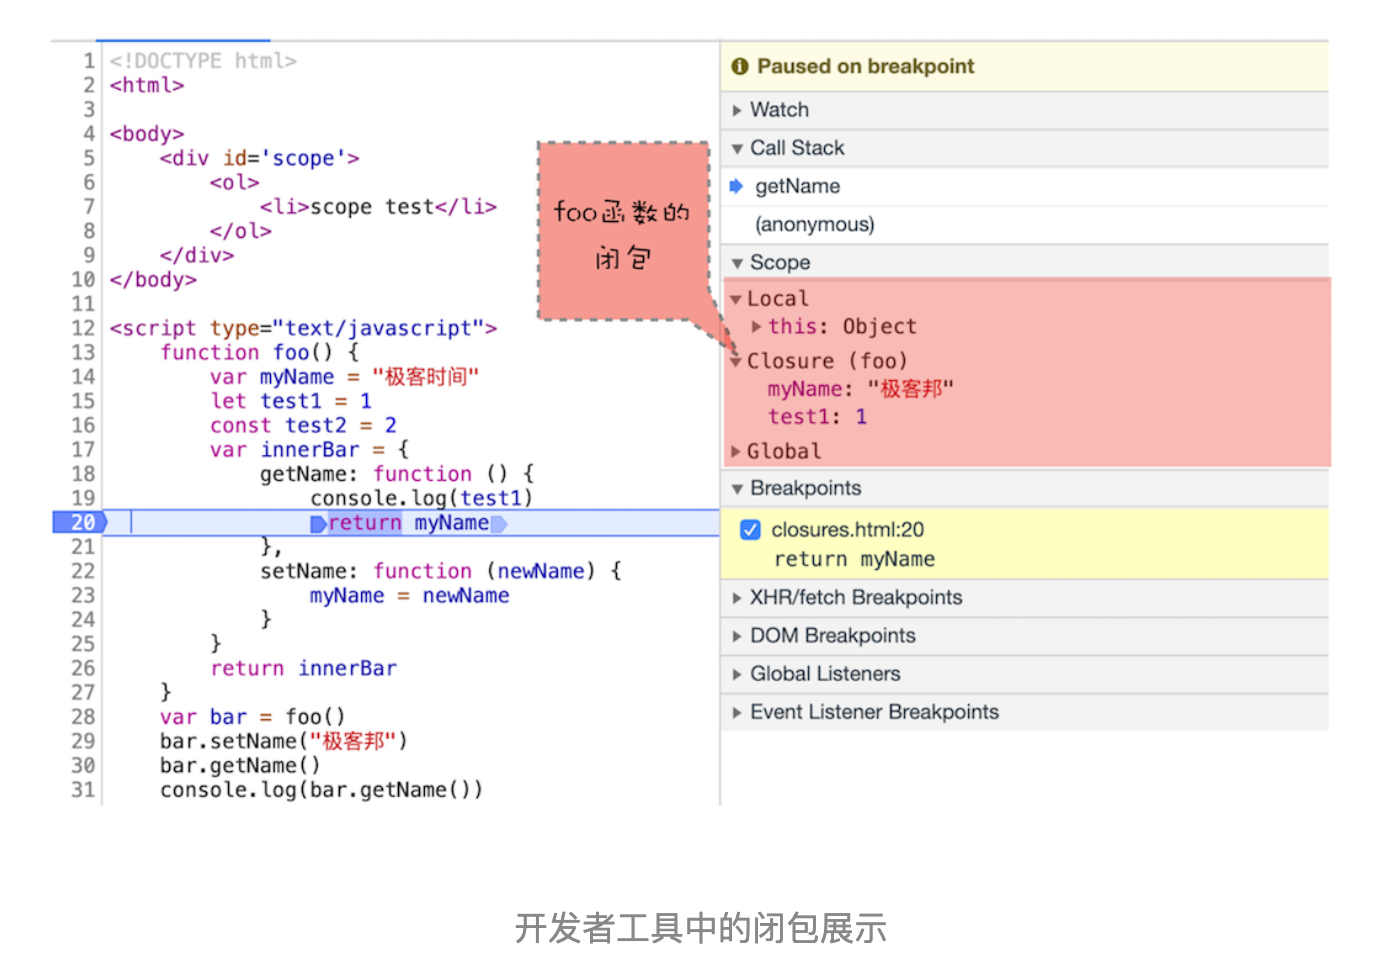 1 <!DOCTYPE html>
2 <html>
3
4 <body>
5     <div id='scope'>
6         <ol>
7             <li>scope test</li>
8         </ol>
9     </div>
10 </body>
11
12 <script type="text/javascript">
13     function foo() {
14         var myName = "极客时间"
15         let test1 = 1
16         const test2 = 2
17         var innerBar = {
18             getName: function () {
19                 console.log(test1)
20                 return myName
21             },
22             setName: function (newName) {
23                 myName = newName
24             }
25         }
26         return innerBar
27     }
28     var bar = foo()
29     bar.setName("极客邦")
30     bar.getName()
31     console.log(bar.getName())
foo函数的
闭包
Paused on breakpoint
Watch
Call Stack
getName
(anonymous)
Scope
Local
this: Object
Closure (foo)
myName: "极客邦"
test1: 1
Global
Breakpoints
closures.html:20
return myName
XHR/fetch Breakpoints
DOM Breakpoints
Global Listeners
Event Listener Breakpoints
开发者工具中的闭包展示